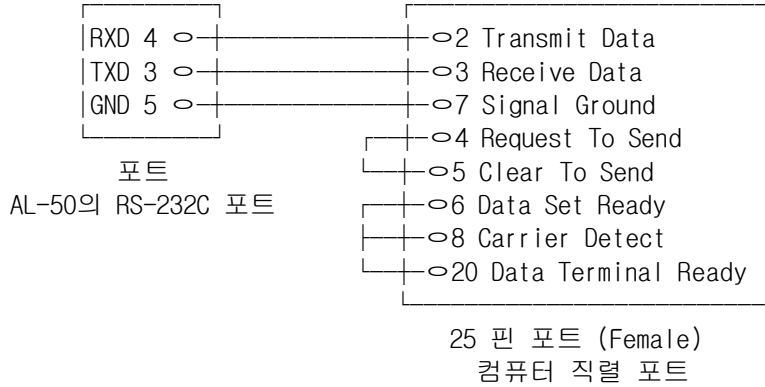 RXD 4 2 Transmit Data
TXD 3 3 Receive Data
GND 5 7 Signal Ground
4 Request To Send
포트 5 Clear To Send
AL-50의 RS-232C 포트 6 Data Set Ready
8 Carrier Detect
20 Data Terminal Ready
25 핀 포트 (Female)
컴퓨터 직렬 포트